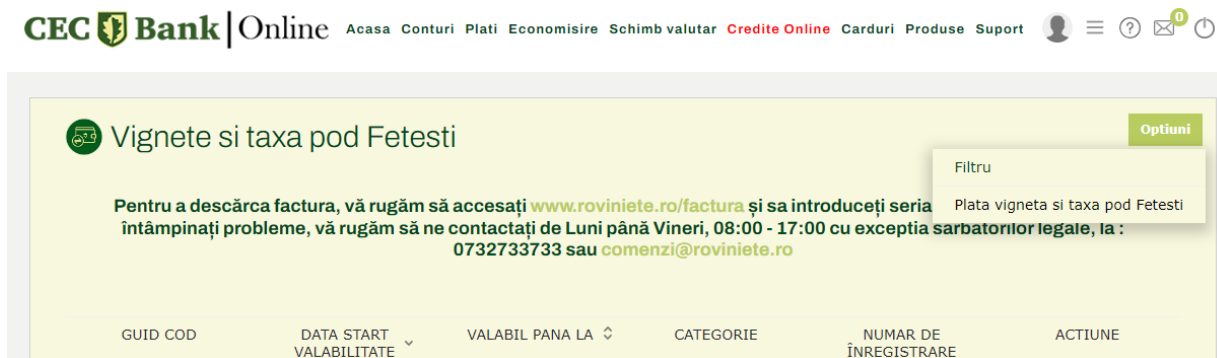 CEC Bank Online Acasa Conturi Plati Economisire Schimb valutar Credite Online Carduri Produse Suport 0
Vignete si taxa pod Fetesti
Optiuni
Filtru
Plata vigneta si taxa pod Fetesti
Pentru a descărca factura, vă rugăm să accesați www.roviniete.ro/factura și sa introduceți seria
întâmpinați probleme, vă rugăm să ne contactați de Luni până Vineri, 08:00 - 17:00 cu exceptia sarbatorilor legale, la :
0732733733 sau comenzi@roviniete.ro
GUID COD DATA START VALABIL PANA LA CATEGORIE NUMAR DE ACTIUNE
VALABILITATE ÎNREGISTRARE